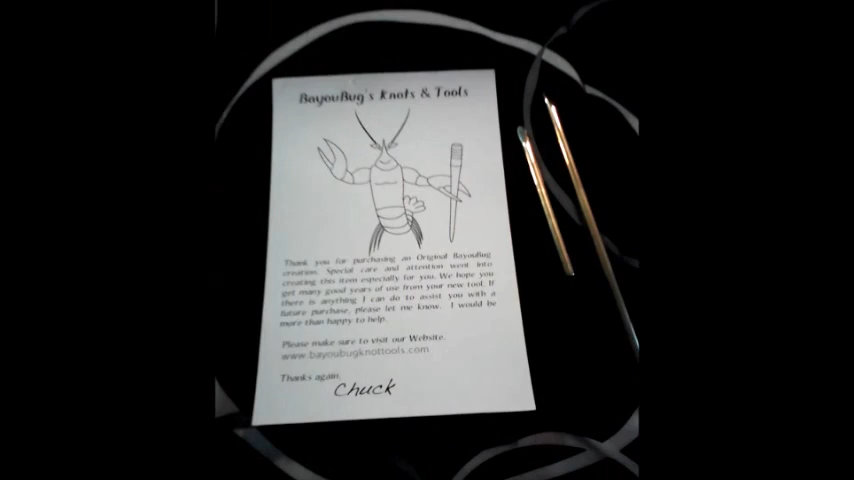 BayouBug's Knots & Tools
Thank you for purchasing an Original BayouBug
creation. Special care and attention went into
creating this item especially for you. We hope you
get many good years of use from your new tool. If
there is anything I can do to assist you with a
future purchase, please let me know. I would be
more than happy to help.
Please make sure to visit our Website.
www.bayoubugknottools.com
Thanks again,
Chuck